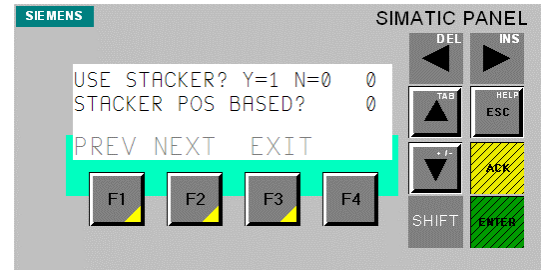 SIEMENS
SIMATIC PANEL
DEL
INS
USE STACKER? Y=1 N=0 0
STACKER POS BASED? 0
PREV NEXT EXIT
TAB
HELP
ESC
+/-
ACK
F1 F2 F3 F4
SHIFT
ENTER